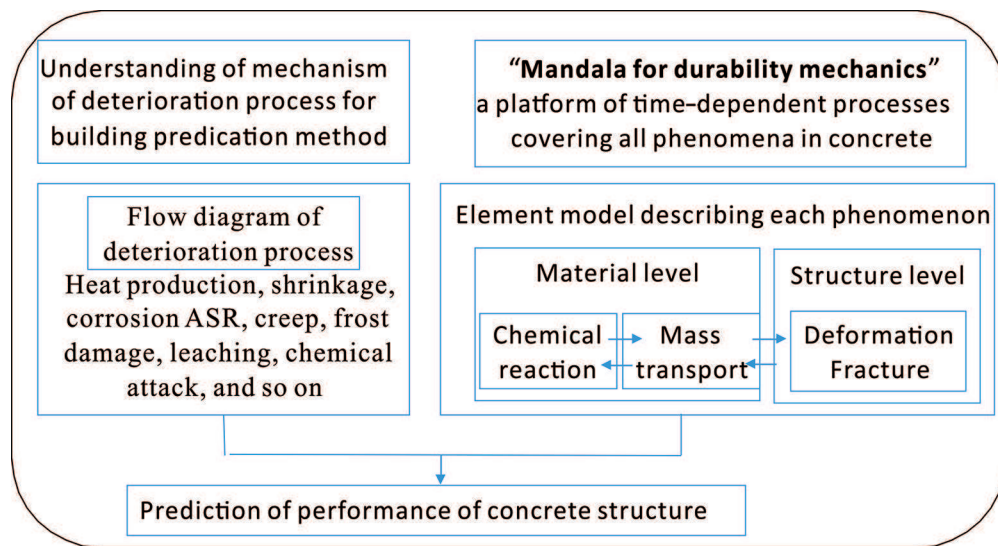 Understanding of mechanism
of deterioration process for
building predication method
“Mandala for durability mechanics”
a platform of time-dependent processes
covering all phenomena in concrete
Flow diagram of
deterioration process
Heat production, shrinkage,
corrosion ASR, creep, frost
damage, leaching, chemical
attack, and so on
Element model describing each phenomenon
Material level
Chemical
reaction
Mass
transport
Structure level
Deformation
Fracture
Prediction of performance of concrete structure